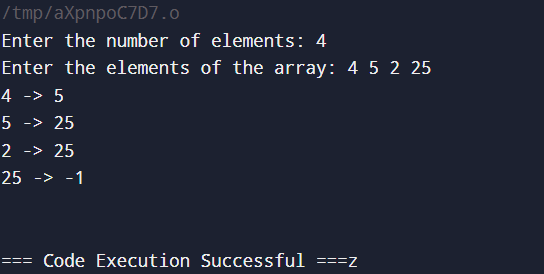 /tmp/aXpnpoC7D7.o
Enter the number of elements: 4
Enter the elements of the array: 4 5 2 25
4 -> 5
5 -> 25
2 -> 25
25 -> -1
=== Code Execution Successful ===z